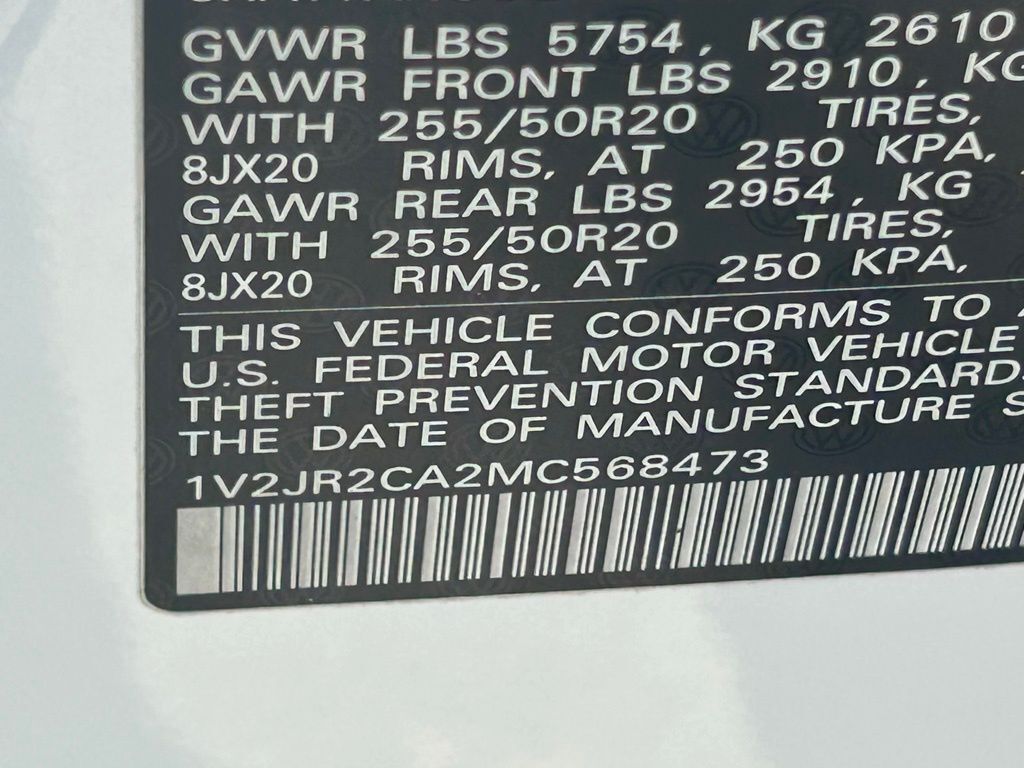 GVWR LBS 5754, KG 2610
GAWR FRONT LBS 2910, KG
WITH 255/50R20 TIRES,
8JX20 RIMS, AT 250 KPA,
GAWR REAR LBS 2954, KG
WITH 255/50R20 TIRES,
8JX20 RIMS, AT 250 KPA,
THIS VEHICLE CONFORMS TO
U.S. FEDERAL MOTOR VEHICLE
THEFT PREVENTION STANDARDS
THE DATE OF MANUFACTURE S
1V2JR2CA2MC568473